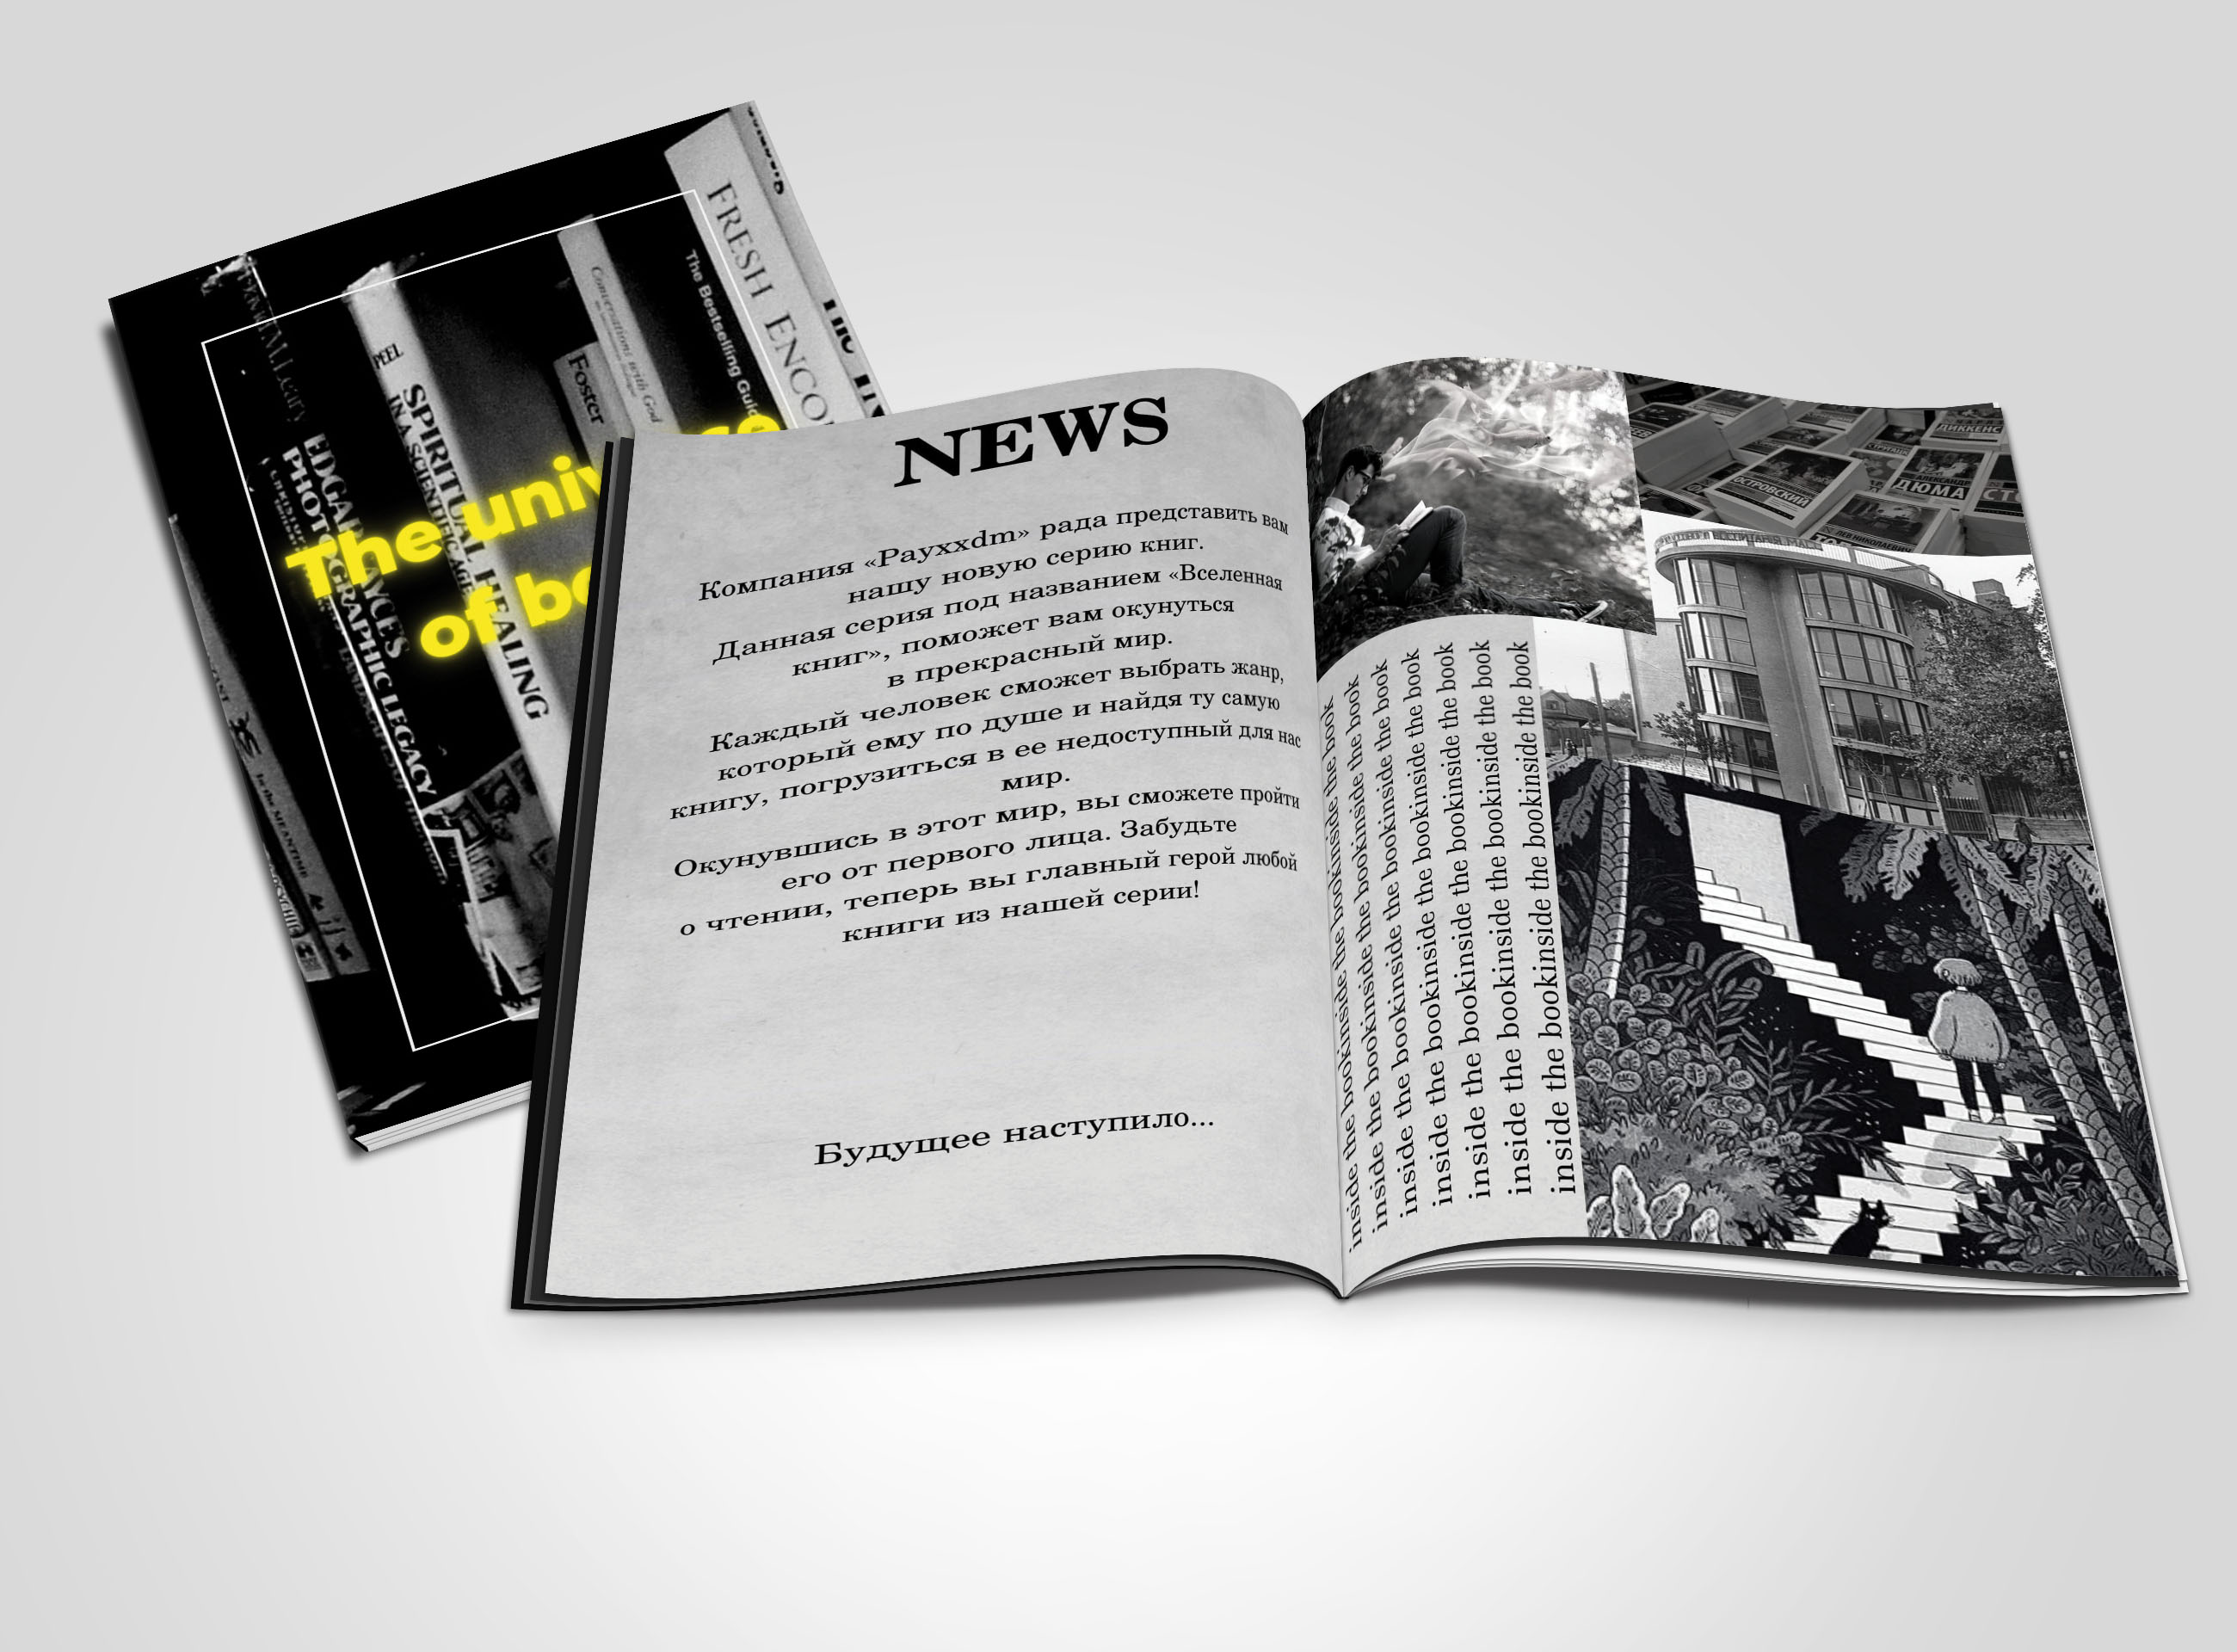 FRESH ENCO
The Bestselling Guid
Conversations with God
Foster
PEEL
SPIRITUAL HEALING
IN A SCIENTIFIC AGE
PHOTOGRAPHIC LEGACY
In the MEANTIME
The univ
of bo
NEWS
Компания «Payxxdm» рада представить вам
нашу новую серию книг.
Данная серия под названием «Вселенная
книг», поможет вам окунуться
в прекрасный мир.
Каждый человек сможет выбрать жанр,
который ему по душе и найдя ту самую
книгу, погрузиться в ее недоступный для нас
мир.
Окунувшись в этот мир, вы сможете пройти
его от первого лица. Забудьте
о чтении, теперь вы главный герой любой
книги из нашей серии!
Будущее наступило...
inside the bookinside the bookinside the book
inside the bookinside the bookinside the book
inside the bookinside the bookinside the book
inside the bookinside the bookinside the book
inside the bookinside the bookinside the book
inside the bookinside the bookinside the book
inside the bookinside the bookinside the book
ДИККЕНС
ОСТРОВСКИЙ
АЛЕКСАНДР
ДЮМА
ЛЕВ НИКОЛАЕВИЧ